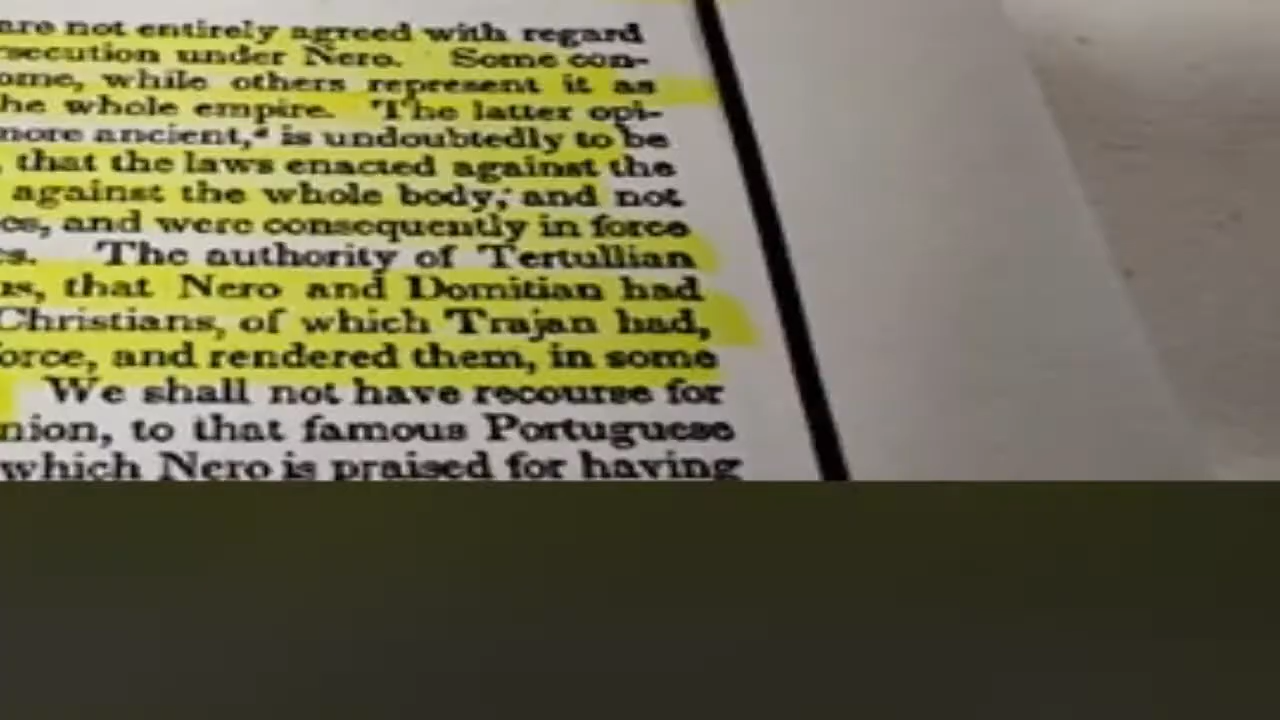 are not entirely agreed with regard
rsecution under Nero. Some con-
ome, while others represent it as
he whole empire. The latter opi-
more ancient,⁴ is undoubtedly to be
, that the laws enacted against the
against the whole body, and not
es, and were consequently in force
s. The authority of Tertullian
us, that Nero and Domitian had
Christians, of which Trajan had,
orce, and rendered them, in some
We shall not have recourse for
nion, to that famous Portuguese
which Nero is praised for having